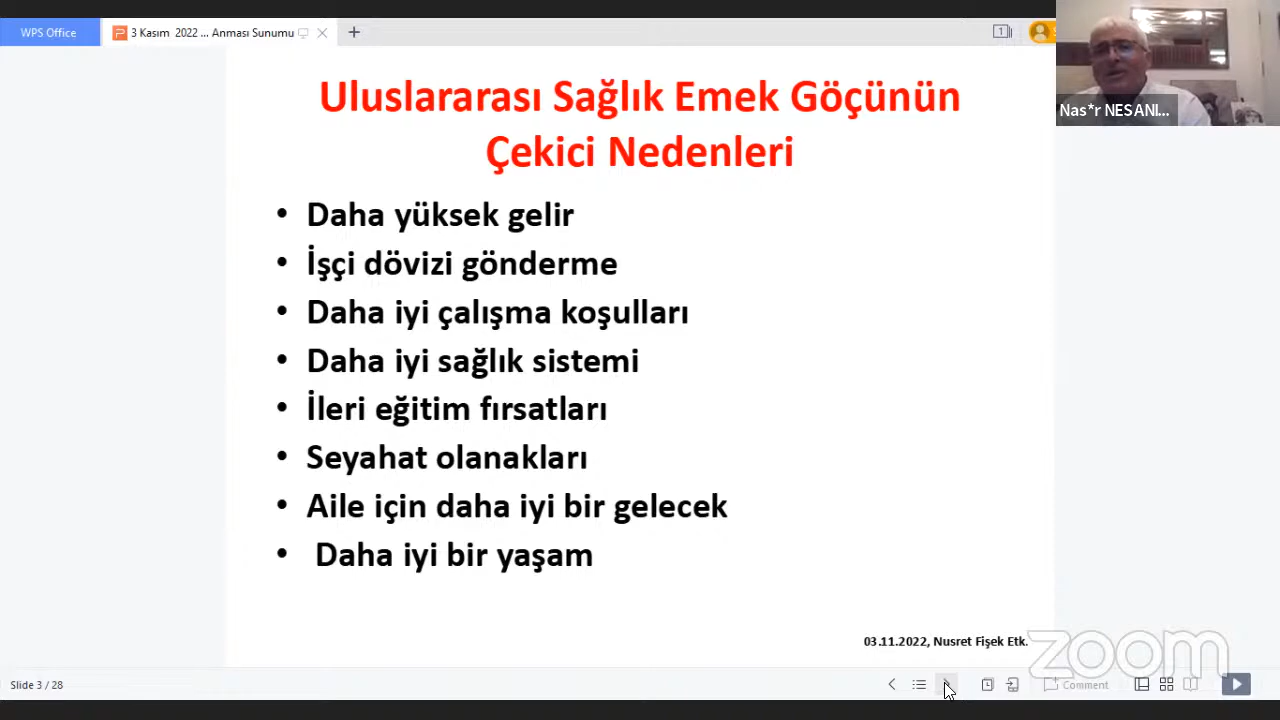 WPS Office
3 Kasım 2022 ... Anması Sunumu
Nas*r NESANI...
Uluslararası Sağlık Emek Göçünün
Çekici Nedenleri
• Daha yüksek gelir
• İşçi dövizi gönderme
• Daha iyi çalışma koşulları
• Daha iyi sağlık sistemi
• İleri eğitim fırsatları
• Seyahat olanakları
• Aile için daha iyi bir gelecek
• Daha iyi bir yaşam
03.11.2022, Nusret Fişek Etk.
zoom
Slide 3 / 28
Comment